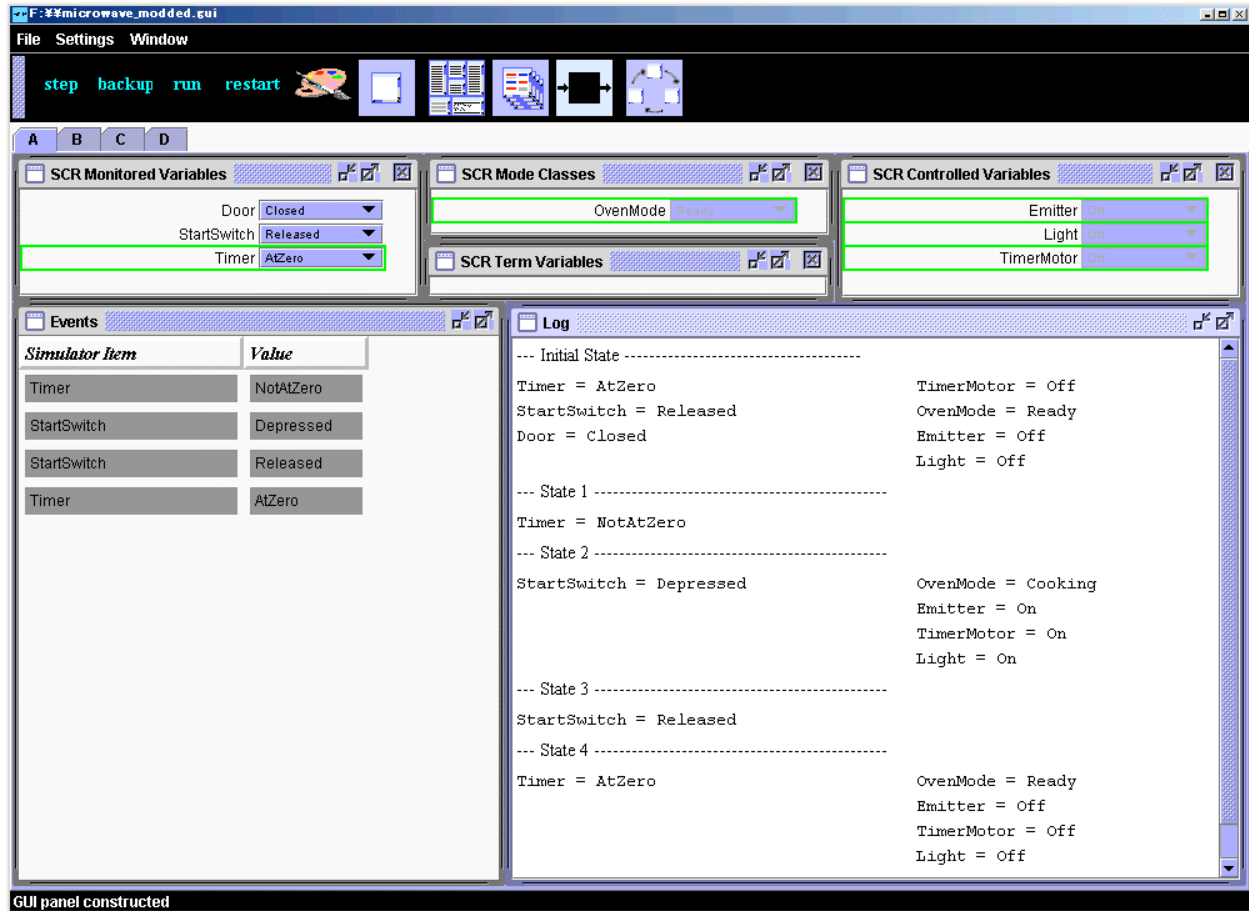 F:¥¥microwave_modded.gui
File Settings Window
step backup run restart
A B C D
SCR Monitored Variables
Door Closed
StartSwitch Released
Timer AtZero
SCR Mode Classes
OvenMode Ready
SCR Term Variables
SCR Controlled Variables
Emitter Off
Light Off
TimerMotor Off
Events
Simulator Item Value
Timer NotAtZero
StartSwitch Depressed
StartSwitch Released
Timer AtZero
Log
--- Initial State --------------------------------------
Timer = AtZero TimerMotor = Off
StartSwitch = Released OvenMode = Ready
Door = Closed Emitter = Off
Light = Off
--- State 1 -----------------------------------------------
Timer = NotAtZero
--- State 2 -----------------------------------------------
StartSwitch = Depressed OvenMode = Cooking
Emitter = On
TimerMotor = On
Light = On
--- State 3 -----------------------------------------------
StartSwitch = Released
--- State 4 -----------------------------------------------
Timer = AtZero OvenMode = Ready
Emitter = Off
TimerMotor = Off
Light = Off
GUI panel constructed